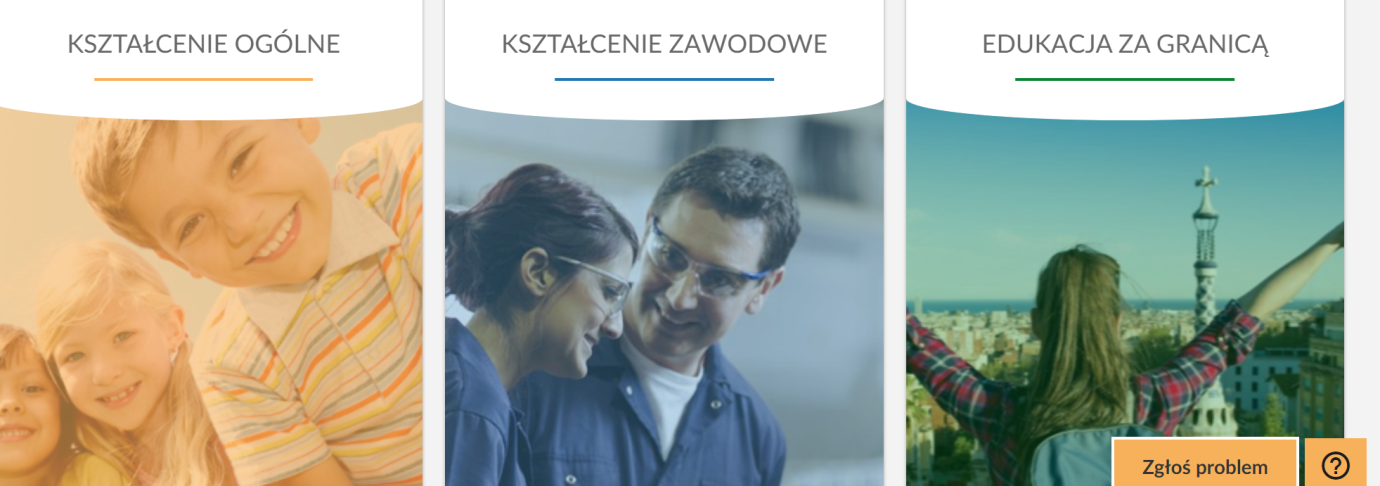 KSZTAŁCENIE OGÓLNE
KSZTAŁCENIE ZAWODOWE
EDUKACJA ZA GRANICĄ
Zgłoś problem